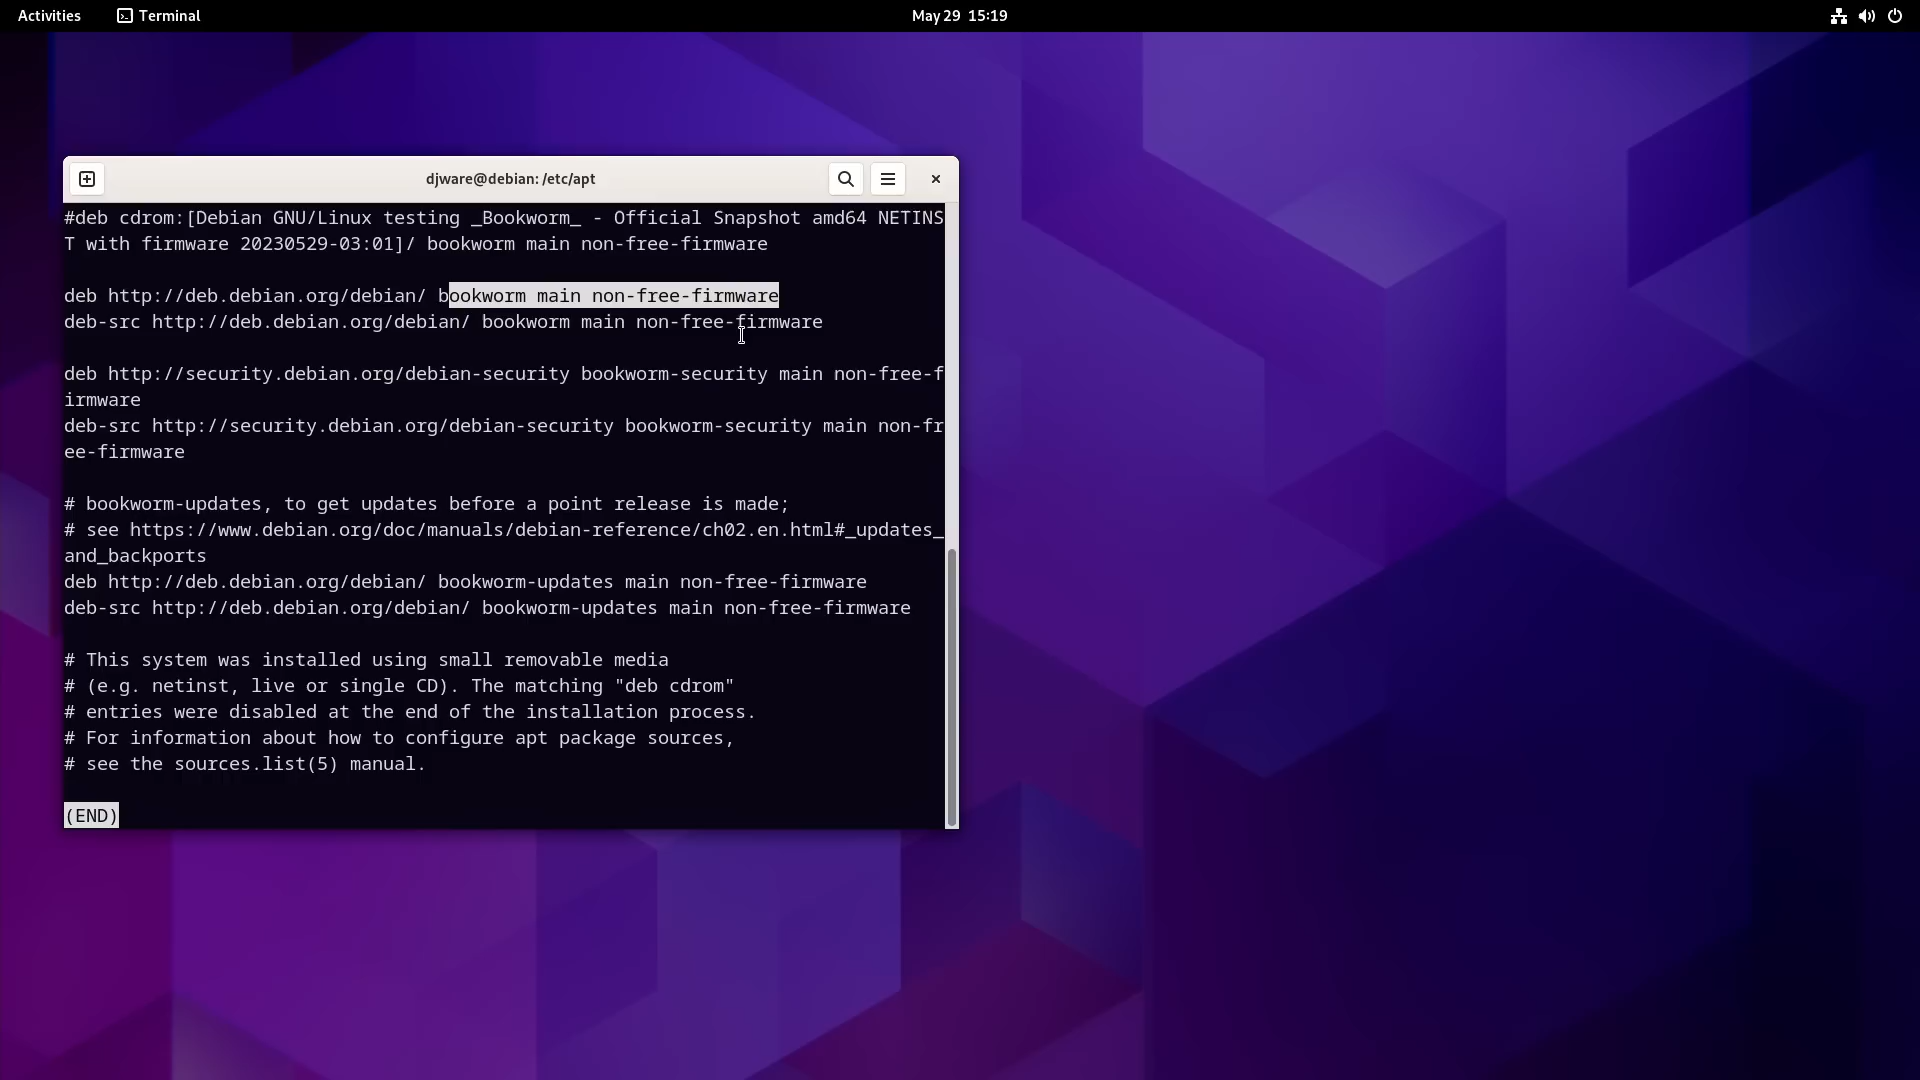 Activities Terminal May 29 15:19
djware@debian: /etc/apt
#deb cdrom:[Debian GNU/Linux testing _Bookworm_ - Official Snapshot amd64 NETINS
T with firmware 20230529-03:01]/ bookworm main non-free-firmware
deb http://deb.debian.org/debian/ bookworm main non-free-firmware
deb-src http://deb.debian.org/debian/ bookworm main non-free-firmware
deb http://security.debian.org/debian-security bookworm-security main non-free-f
irmware
deb-src http://security.debian.org/debian-security bookworm-security main non-fr
ee-firmware
# bookworm-updates, to get updates before a point release is made;
# see https://www.debian.org/doc/manuals/debian-reference/ch02.en.html#_updates_
and_backports
deb http://deb.debian.org/debian/ bookworm-updates main non-free-firmware
deb-src http://deb.debian.org/debian/ bookworm-updates main non-free-firmware
# This system was installed using small removable media
# (e.g. netinst, live or single CD). The matching "deb cdrom"
# entries were disabled at the end of the installation process.
# For information about how to configure apt package sources,
# see the sources.list(5) manual.
(END)